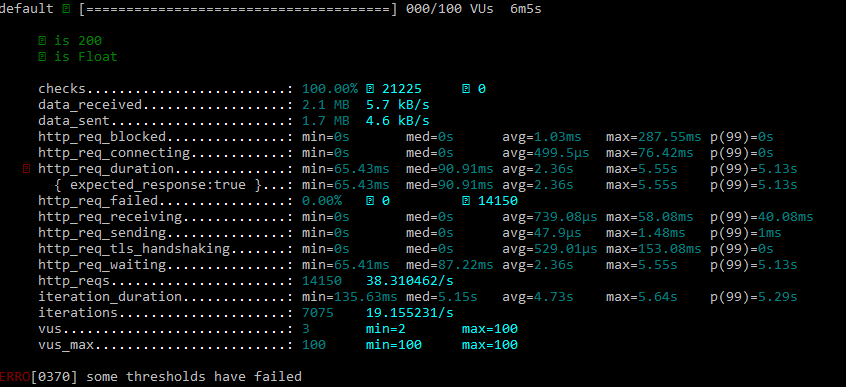 default [======================================] 000/100 VUs  6m5s
is 200
is Float
checks.........................: 100.00% 21225 0
data_received..................: 2.1 MB 5.7 kB/s
data_sent......................: 1.7 MB 4.6 kB/s
http_req_blocked...............: min=0s med=0s avg=1.03ms max=287.55ms p(99)=0s
http_req_connecting............: min=0s med=0s avg=499.5µs max=76.42ms p(99)=0s
http_req_duration..............: min=65.43ms med=90.91ms avg=2.36s max=5.55s p(99)=5.13s
{ expected_response:true }...: min=65.43ms med=90.91ms avg=2.36s max=5.55s p(99)=5.13s
http_req_failed................: 0.00% 0 14150
http_req_receiving.............: min=0s med=0s avg=739.08µs max=58.08ms p(99)=40.08ms
http_req_sending...............: min=0s med=0s avg=47.9µs max=1.48ms p(99)=1ms
http_req_tls_handshaking.......: min=0s med=0s avg=529.01µs max=153.08ms p(99)=0s
http_req_waiting...............: min=65.41ms med=87.22ms avg=2.36s max=5.55s p(99)=5.13s
http_reqs......................: 14150 38.310462/s
iteration_duration.............: min=135.63ms med=5.15s avg=4.73s max=5.64s p(99)=5.29s
iterations.....................: 7075 19.155231/s
vus............................: 3 min=2 max=100
vus_max........................: 100 min=100 max=100
ERRO[0370] some thresholds have failed